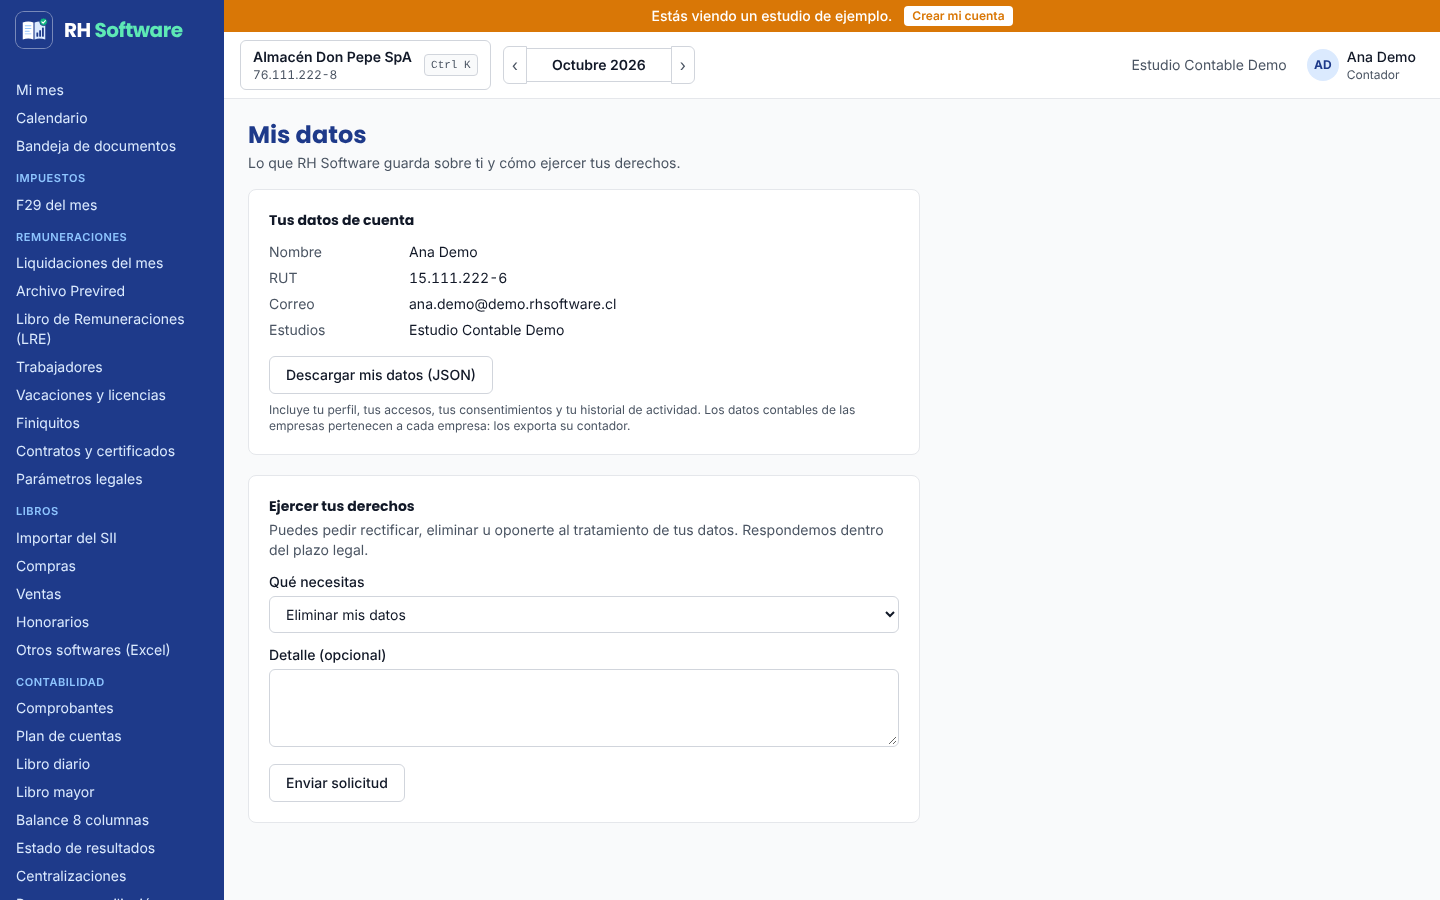 RH Software
Estás viendo un estudio de ejemplo.
Crear mi cuenta
Almacén Don Pepe SpA
76.111.222-8
Ctrl K
‹
Octubre 2026
›
Estudio Contable Demo
AD
Ana Demo
Contador
Mi mes
Calendario
Bandeja de documentos
IMPUESTOS
F29 del mes
REMUNERACIONES
Liquidaciones del mes
Archivo Previred
Libro de Remuneraciones
(LRE)
Trabajadores
Vacaciones y licencias
Finiquitos
Contratos y certificados
Parámetros legales
LIBROS
Importar del SII
Compras
Ventas
Honorarios
Otros softwares (Excel)
CONTABILIDAD
Comprobantes
Plan de cuentas
Libro diario
Libro mayor
Balance 8 columnas
Estado de resultados
Centralizaciones
Mis datos
Lo que RH Software guarda sobre ti y cómo ejercer tus derechos.
Tus datos de cuenta
Nombre Ana Demo
RUT 15.111.222-6
Correo ana.demo@demo.rhsoftware.cl
Estudios Estudio Contable Demo
Descargar mis datos (JSON)
Incluye tu perfil, tus accesos, tus consentimientos y tu historial de actividad. Los datos contables de las
empresas pertenecen a cada empresa: los exporta su contador.
Ejercer tus derechos
Puedes pedir rectificar, eliminar u oponerte al tratamiento de tus datos. Respondemos dentro
del plazo legal.
Qué necesitas
Eliminar mis datos
Detalle (opcional)
Enviar solicitud